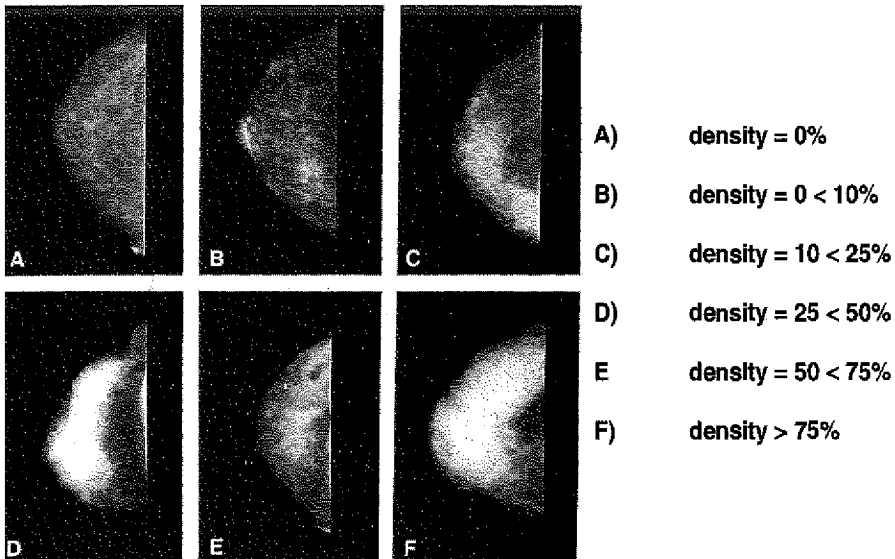 A
B
C
D
E
F
A) density = 0%
B) density = 0 < 10%
C) density = 10 < 25%
D) density = 25 < 50%
E density = 50 < 75%
F) density > 75%